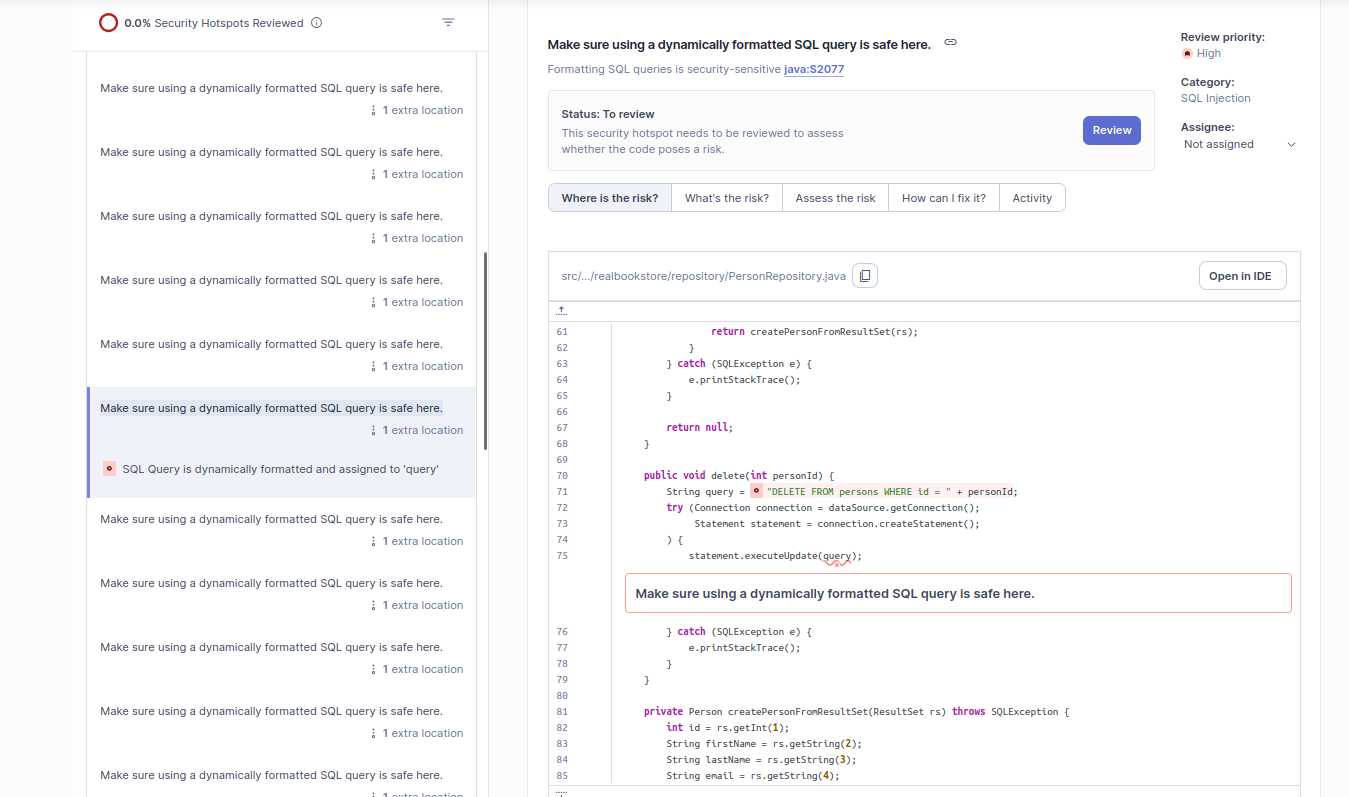 0.0% Security Hotspots Reviewed
Make sure using a dynamically formatted SQL query is safe here.
1 extra location
Make sure using a dynamically formatted SQL query is safe here.
1 extra location
Make sure using a dynamically formatted SQL query is safe here.
1 extra location
Make sure using a dynamically formatted SQL query is safe here.
1 extra location
Make sure using a dynamically formatted SQL query is safe here.
1 extra location
Make sure using a dynamically formatted SQL query is safe here.
1 extra location
SQL Query is dynamically formatted and assigned to 'query'
Make sure using a dynamically formatted SQL query is safe here.
1 extra location
Make sure using a dynamically formatted SQL query is safe here.
1 extra location
Make sure using a dynamically formatted SQL query is safe here.
1 extra location
Make sure using a dynamically formatted SQL query is safe here.
1 extra location
Make sure using a dynamically formatted SQL query is safe here.
1 extra location
Make sure using a dynamically formatted SQL query is safe here.
Formatting SQL queries is security-sensitive java:S2077
Status: To review
This security hotspot needs to be reviewed to assess
whether the code poses a risk.
Review
Review priority:
High
Category:
SQL Injection
Assignee:
Not assigned
Where is the risk? What's the risk? Assess the risk How can I fix it? Activity
src/.../realbookstore/repository/PersonRepository.java
Open in IDE
61 return createPersonFromResultSet(rs);
62 }
63 } catch (SQLException e) {
64 e.printStackTrace();
65 }
66
67 return null;
68 }
69
70 public void delete(int personId) {
71 String query = "DELETE FROM persons WHERE id = " + personId;
72 try (Connection connection = dataSource.getConnection();
73 Statement statement = connection.createStatement();
74 ) {
75 statement.executeUpdate(query);
Make sure using a dynamically formatted SQL query is safe here.
76 } catch (SQLException e) {
77 e.printStackTrace();
78 }
79 }
80
81 private Person createPersonFromResultSet(ResultSet rs) throws SQLException {
82 int id = rs.getInt(1);
83 String firstName = rs.getString(2);
84 String lastName = rs.getString(3);
85 String email = rs.getString(4);